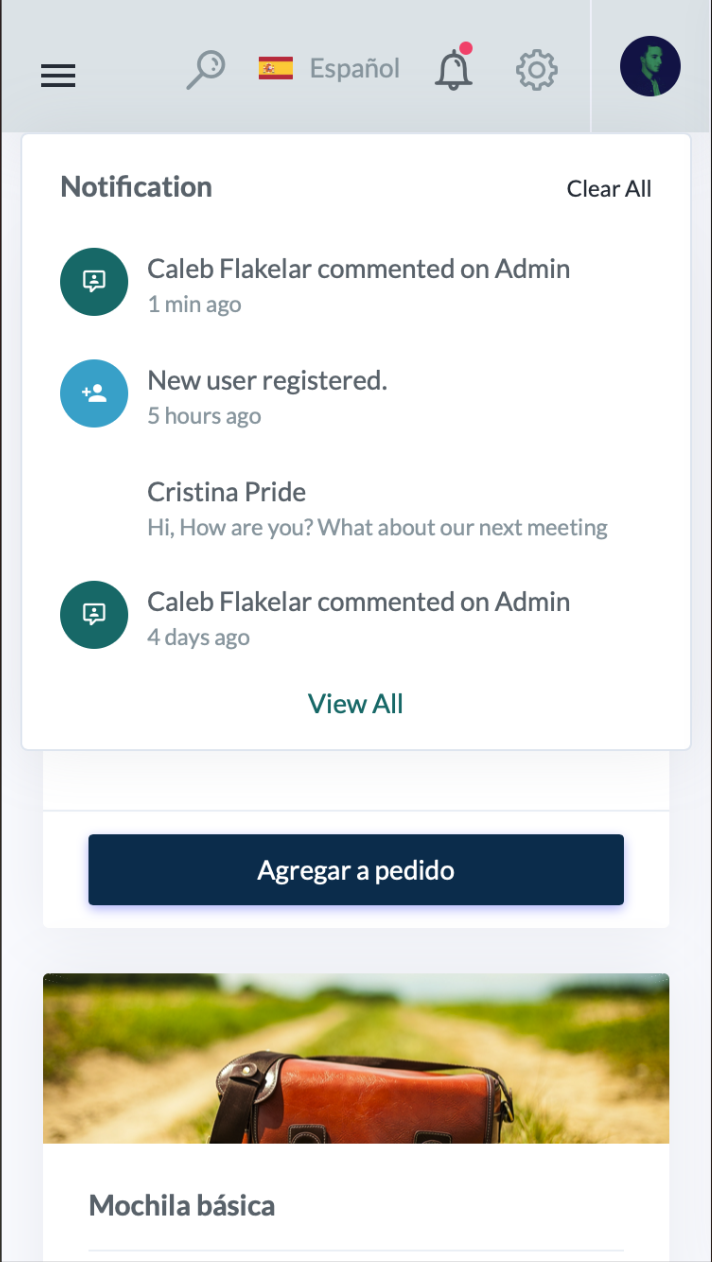 Español
Notification
Clear All
Caleb Flakelar commented on Admin
1 min ago
New user registered.
5 hours ago
Cristina Pride
Hi, How are you? What about our next meeting
Caleb Flakelar commented on Admin
4 days ago
View All
Agregar a pedido
Mochila básica